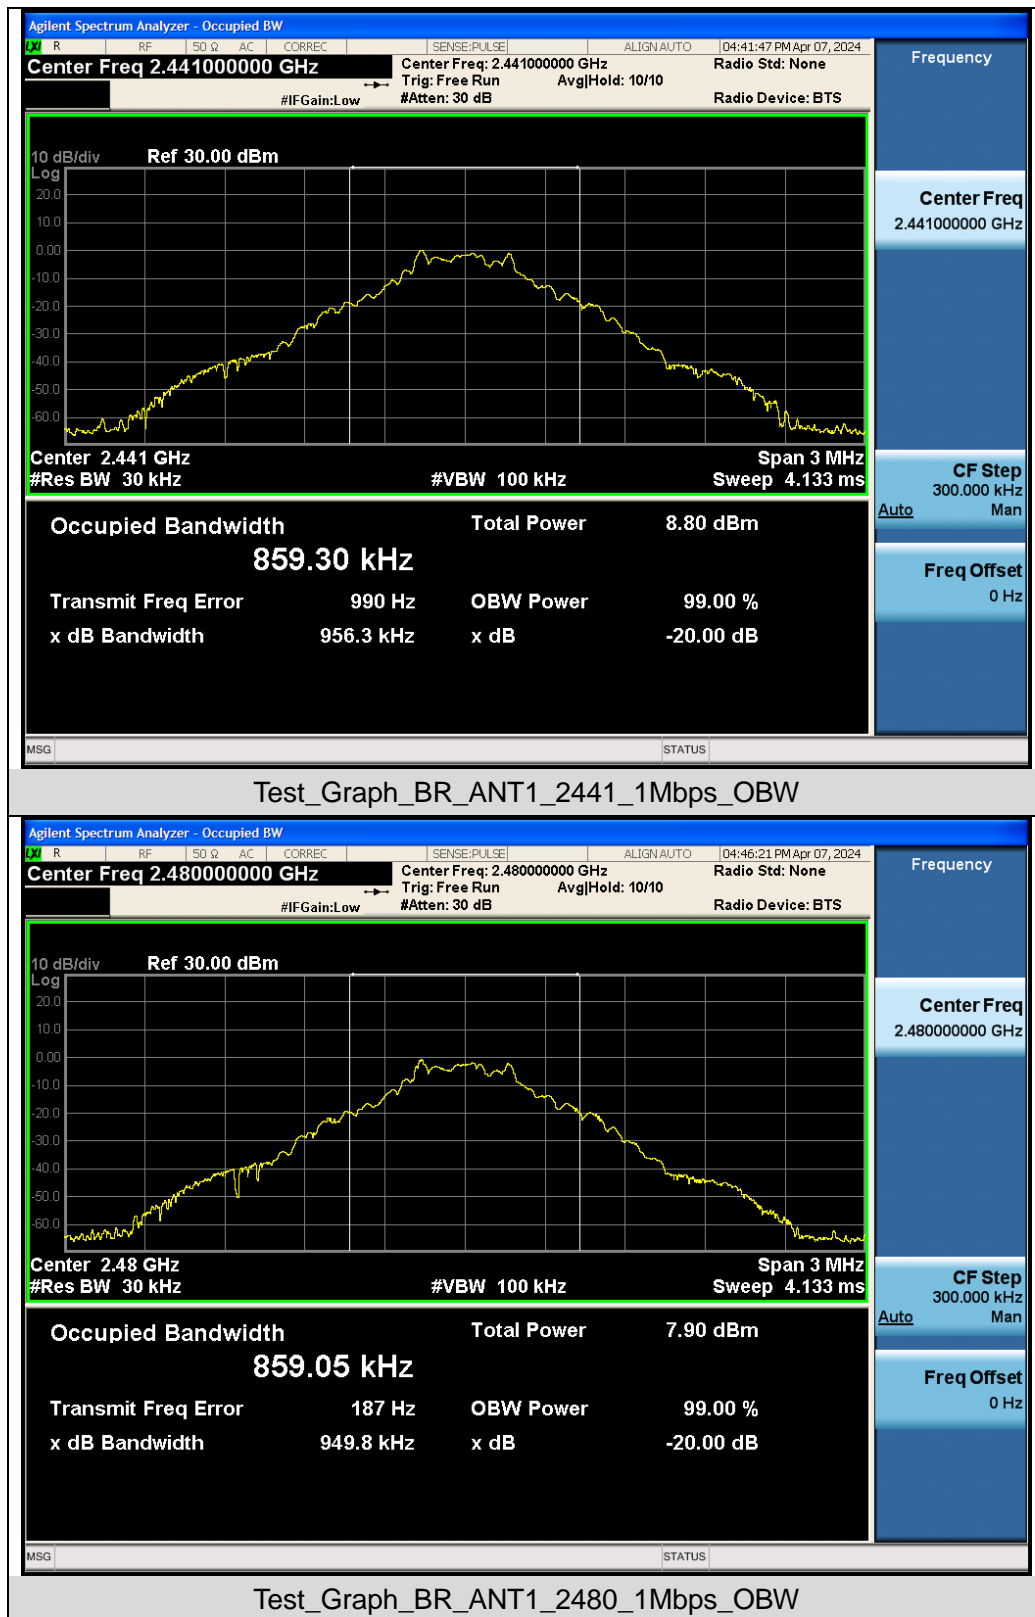 Agilent Spectrum Analyzer - Occupied BW
LXI R RF 50 Ω AC CORREC SENSE:PULSE ALIGN AUTO 04:41:47 PM Apr 07, 2024
Center Freq 2.441000000 GHz
Center Freq: 2.441000000 GHz Radio Std: None
Trig: Free Run Avg|Hold: 10/10
#IFGain:Low #Atten: 30 dB Radio Device: BTS
10 dB/div Ref 30.00 dBm
Log
20.0
10.0
0.00
-10.0
-20.0
-30.0
-40.0
-50.0
-60.0
Center 2.441 GHz Span 3 MHz
#Res BW 30 kHz #VBW 100 kHz Sweep 4.133 ms
Occupied Bandwidth Total Power 8.80 dBm
859.30 kHz
Transmit Freq Error 990 Hz OBW Power 99.00 %
x dB Bandwidth 956.3 kHz x dB -20.00 dB
MSG STATUS
Frequency
Center Freq
2.441000000 GHz
CF Step
300.000 kHz
Auto Man
Freq Offset
0 Hz
Test_Graph_BR_ANT1_2441_1Mbps_OBW
Agilent Spectrum Analyzer - Occupied BW
LXI R RF 50 Ω AC CORREC SENSE:PULSE ALIGN AUTO 04:46:21 PM Apr 07, 2024
Center Freq 2.480000000 GHz
Center Freq: 2.480000000 GHz Radio Std: None
Trig: Free Run Avg|Hold: 10/10
#IFGain:Low #Atten: 30 dB Radio Device: BTS
10 dB/div Ref 30.00 dBm
Log
20.0
10.0
0.00
-10.0
-20.0
-30.0
-40.0
-50.0
-60.0
Center 2.48 GHz Span 3 MHz
#Res BW 30 kHz #VBW 100 kHz Sweep 4.133 ms
Occupied Bandwidth Total Power 7.90 dBm
859.05 kHz
Transmit Freq Error 187 Hz OBW Power 99.00 %
x dB Bandwidth 949.8 kHz x dB -20.00 dB
MSG STATUS
Frequency
Center Freq
2.480000000 GHz
CF Step
300.000 kHz
Auto Man
Freq Offset
0 Hz
Test_Graph_BR_ANT1_2480_1Mbps_OBW